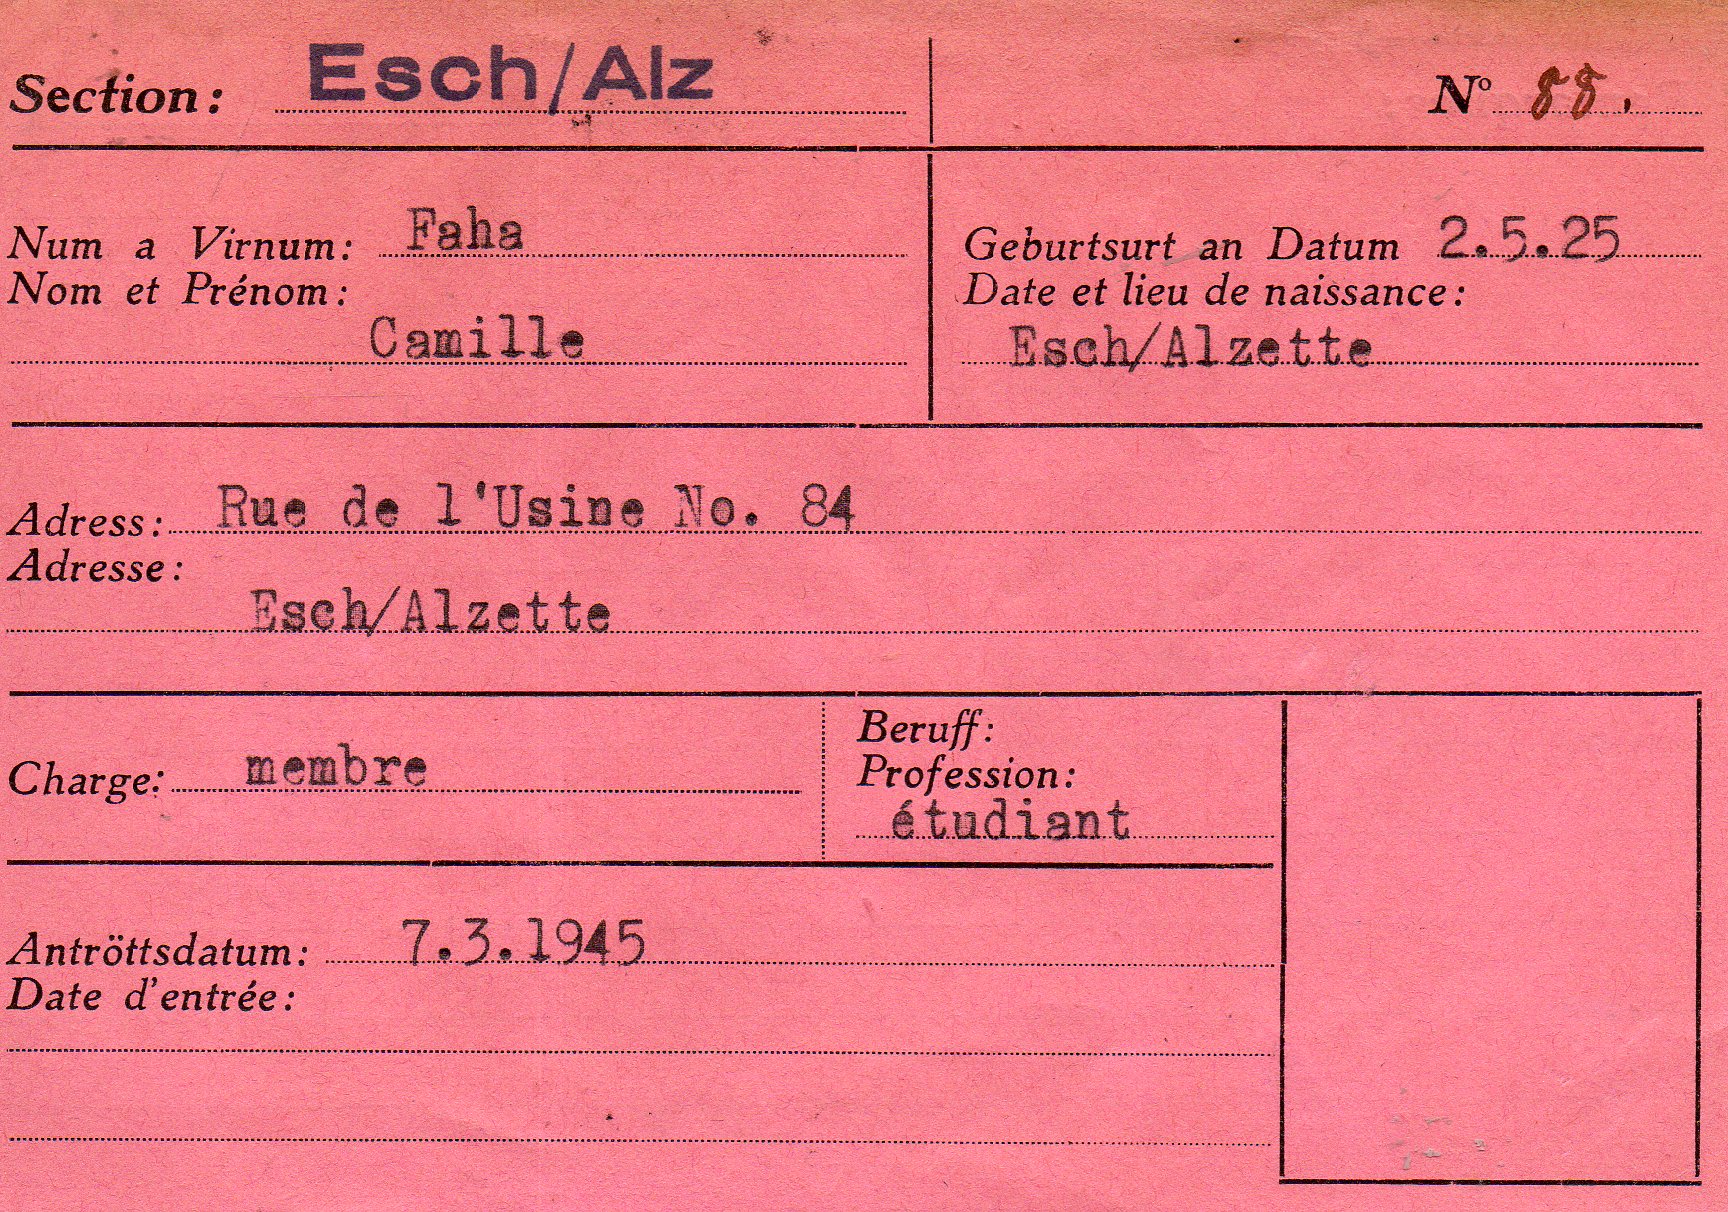 Section: Esch/Alz
Nº 88.
Num a Virnum: Faha
Nom et Prénom:
Camille
Geburtsurt an Datum 2.5.25
Date et lieu de naissance:
Esch/Alzette
Adress: Rue de l'Usine No. 84
Adresse:
Esch/Alzette
Charge: membre
Beruff:
Profession:
étudiant
Antröttsdatum: 7.3.1945
Date d'entrée: